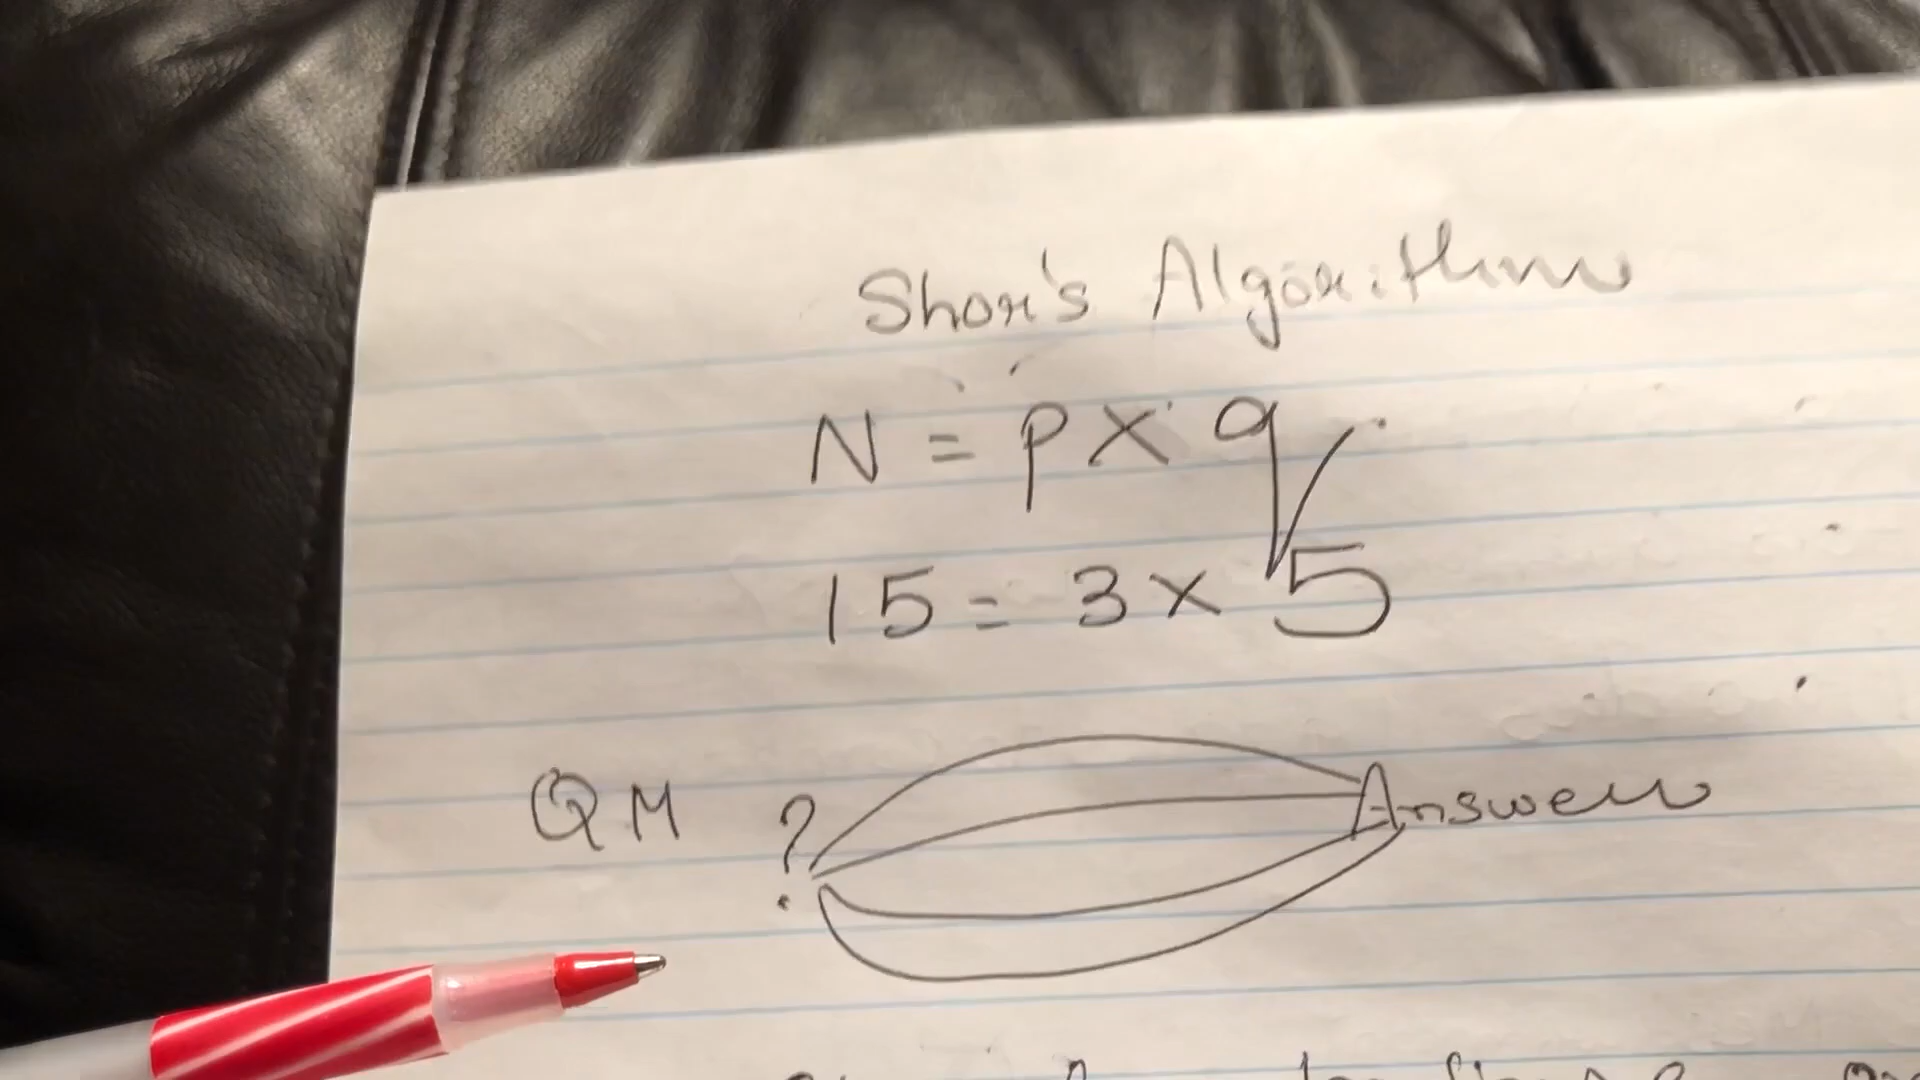 Shor's Algorithm
N = p x q
15 = 3 x 5
QM ? Answer